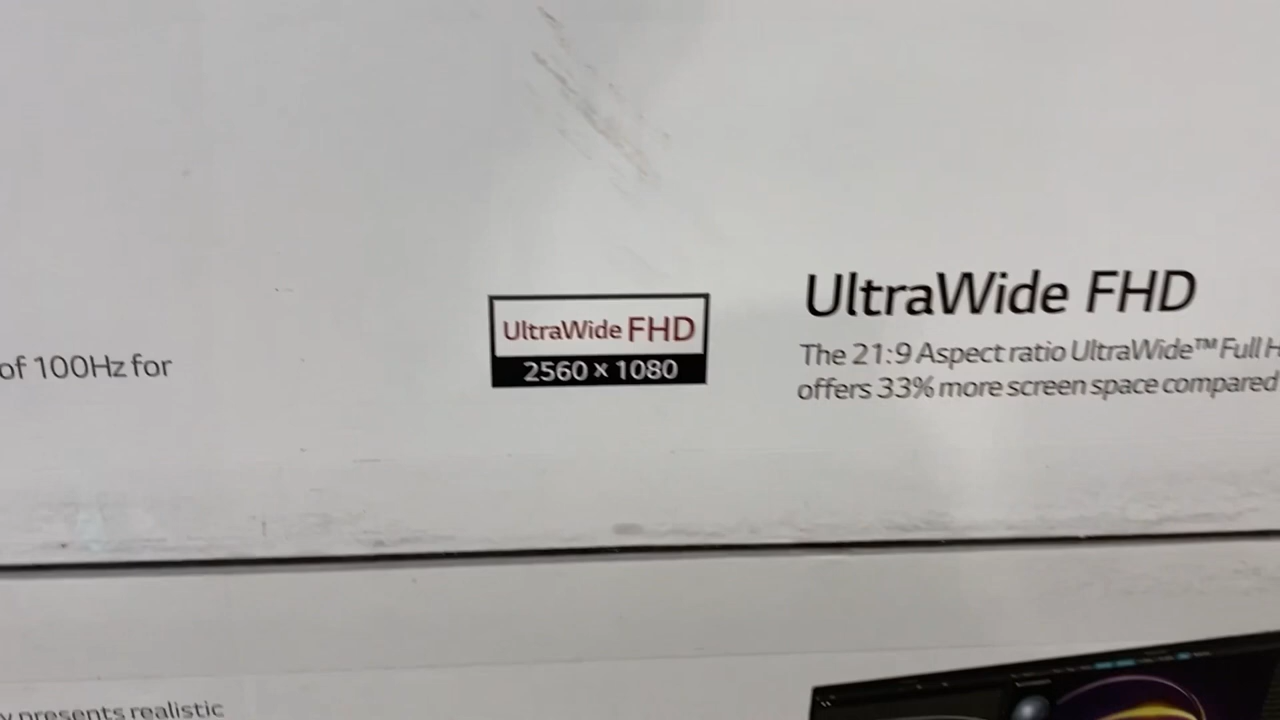 of 100Hz for
UltraWide FHD
2560 x 1080
UltraWide FHD
The 21:9 Aspect ratio UltraWide™ Full H
offers 33% more screen space compared
presents realistic